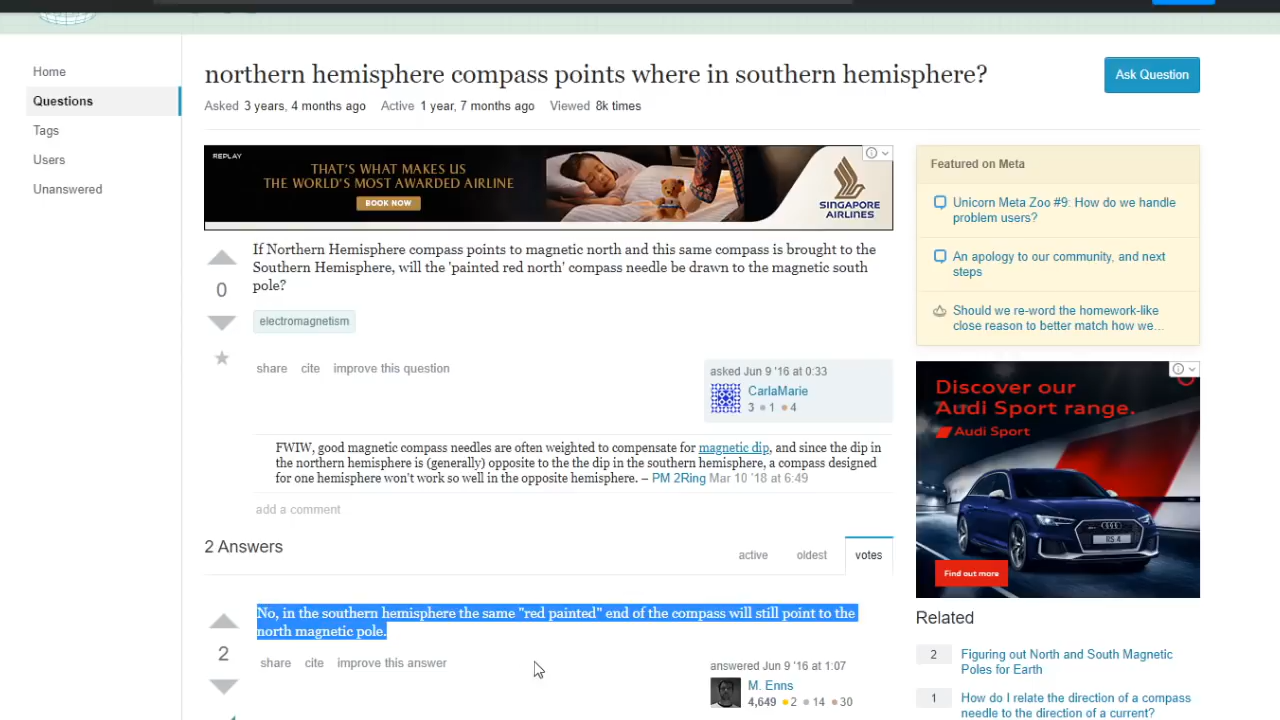 Home
Questions
Tags
Users
Unanswered
northern hemisphere compass points where in southern hemisphere?
Asked 3 years, 4 months ago Active 1 year, 7 months ago Viewed 8k times
Ask Question
REPLAY
THAT'S WHAT MAKES US
THE WORLD'S MOST AWARDED AIRLINE
BOOK NOW
SINGAPORE
AIRLINES
0
If Northern Hemisphere compass points to magnetic north and this same compass is brought to the
Southern Hemisphere, will the 'painted red north' compass needle be drawn to the magnetic south
pole?
electromagnetism
share cite improve this question
asked Jun 9 '16 at 0:33
CarlaMarie
3 1 4
FWIW, good magnetic compass needles are often weighted to compensate for magnetic dip, and since the dip in
the northern hemisphere is (generally) opposite to the the dip in the southern hemisphere, a compass designed
for one hemisphere won't work so well in the opposite hemisphere. – PM 2Ring Mar 10 '18 at 6:49
add a comment
2 Answers
active oldest votes
2
No, in the southern hemisphere the same "red painted" end of the compass will still point to the
north magnetic pole.
share cite improve this answer
answered Jun 9 '16 at 1:07
M. Enns
4,649 2 14 30
Featured on Meta
Unicorn Meta Zoo #9: How do we handle
problem users?
An apology to our community, and next
steps
Should we re-word the homework-like
close reason to better match how we...
Discover our
Audi Sport range.
Audi Sport
RS 4
Find out more
Related
2 Figuring out North and South Magnetic
Poles for Earth
1 How do I relate the direction of a compass
needle to the direction of a current?